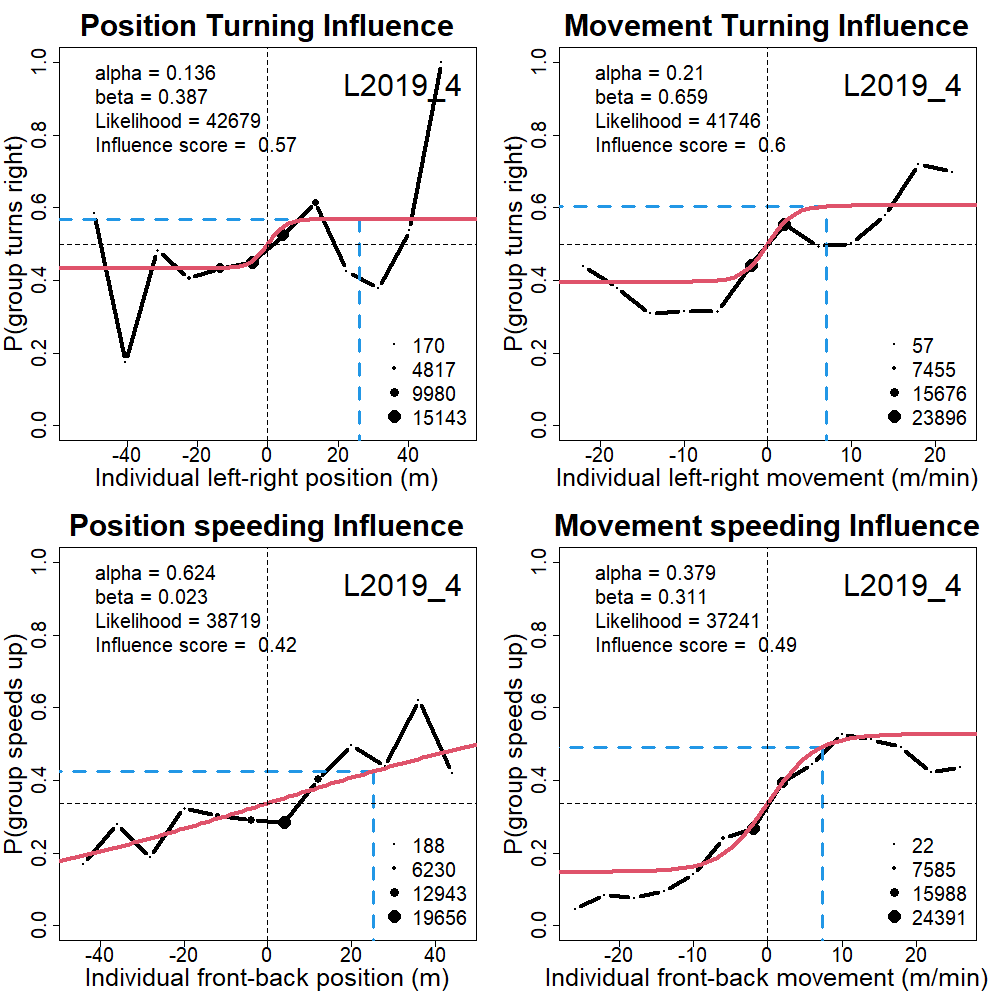 Position Turning Influence
alpha = 0.136
beta = 0.387
Likelihood = 42679
Influence score = 0.57
L2019_4
P(group turns right)
0.0
0.2
0.4
0.6
0.8
1.0
170
4817
9980
15143
-40
-20
0
20
40
Individual left-right position (m)
Movement Turning Influence
alpha = 0.21
beta = 0.659
Likelihood = 41746
Influence score = 0.6
L2019_4
P(group turns right)
0.0
0.2
0.4
0.6
0.8
1.0
57
7455
15676
23896
-20
-10
0
10
20
Individual left-right movement (m/min)
Position speeding Influence
alpha = 0.624
beta = 0.023
Likelihood = 38719
Influence score = 0.42
L2019_4
P(group speeds up)
0.0
0.2
0.4
0.6
0.8
1.0
188
6230
12943
19656
-40
-20
0
20
40
Individual front-back position (m)
Movement speeding Influence
alpha = 0.379
beta = 0.311
Likelihood = 37241
Influence score = 0.49
L2019_4
P(group speeds up)
0.0
0.2
0.4
0.6
0.8
1.0
22
7585
15988
24391
-20
-10
0
10
20
Individual front-back movement (m/min)